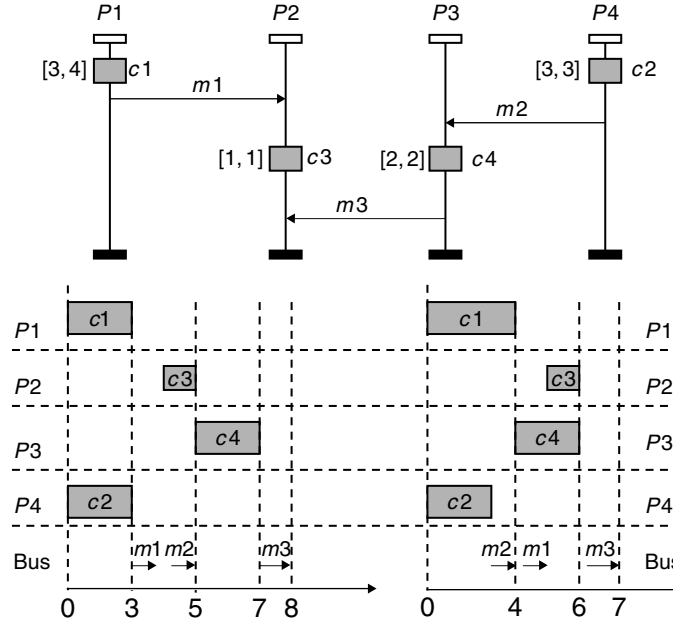 P1 P2 P3 P4
[3, 4] c1 [3, 3] c2
m1 m2
[1, 1] c3 [2, 2] c4
m3
P1 c1 c1 P1
P2 c3 c3 P2
P3 c4 c4 P3
P4 c2 c2 P4
Bus m1 m2 m3 m2 m1 m3 Bus
0 3 5 7 8 0 4 6 7